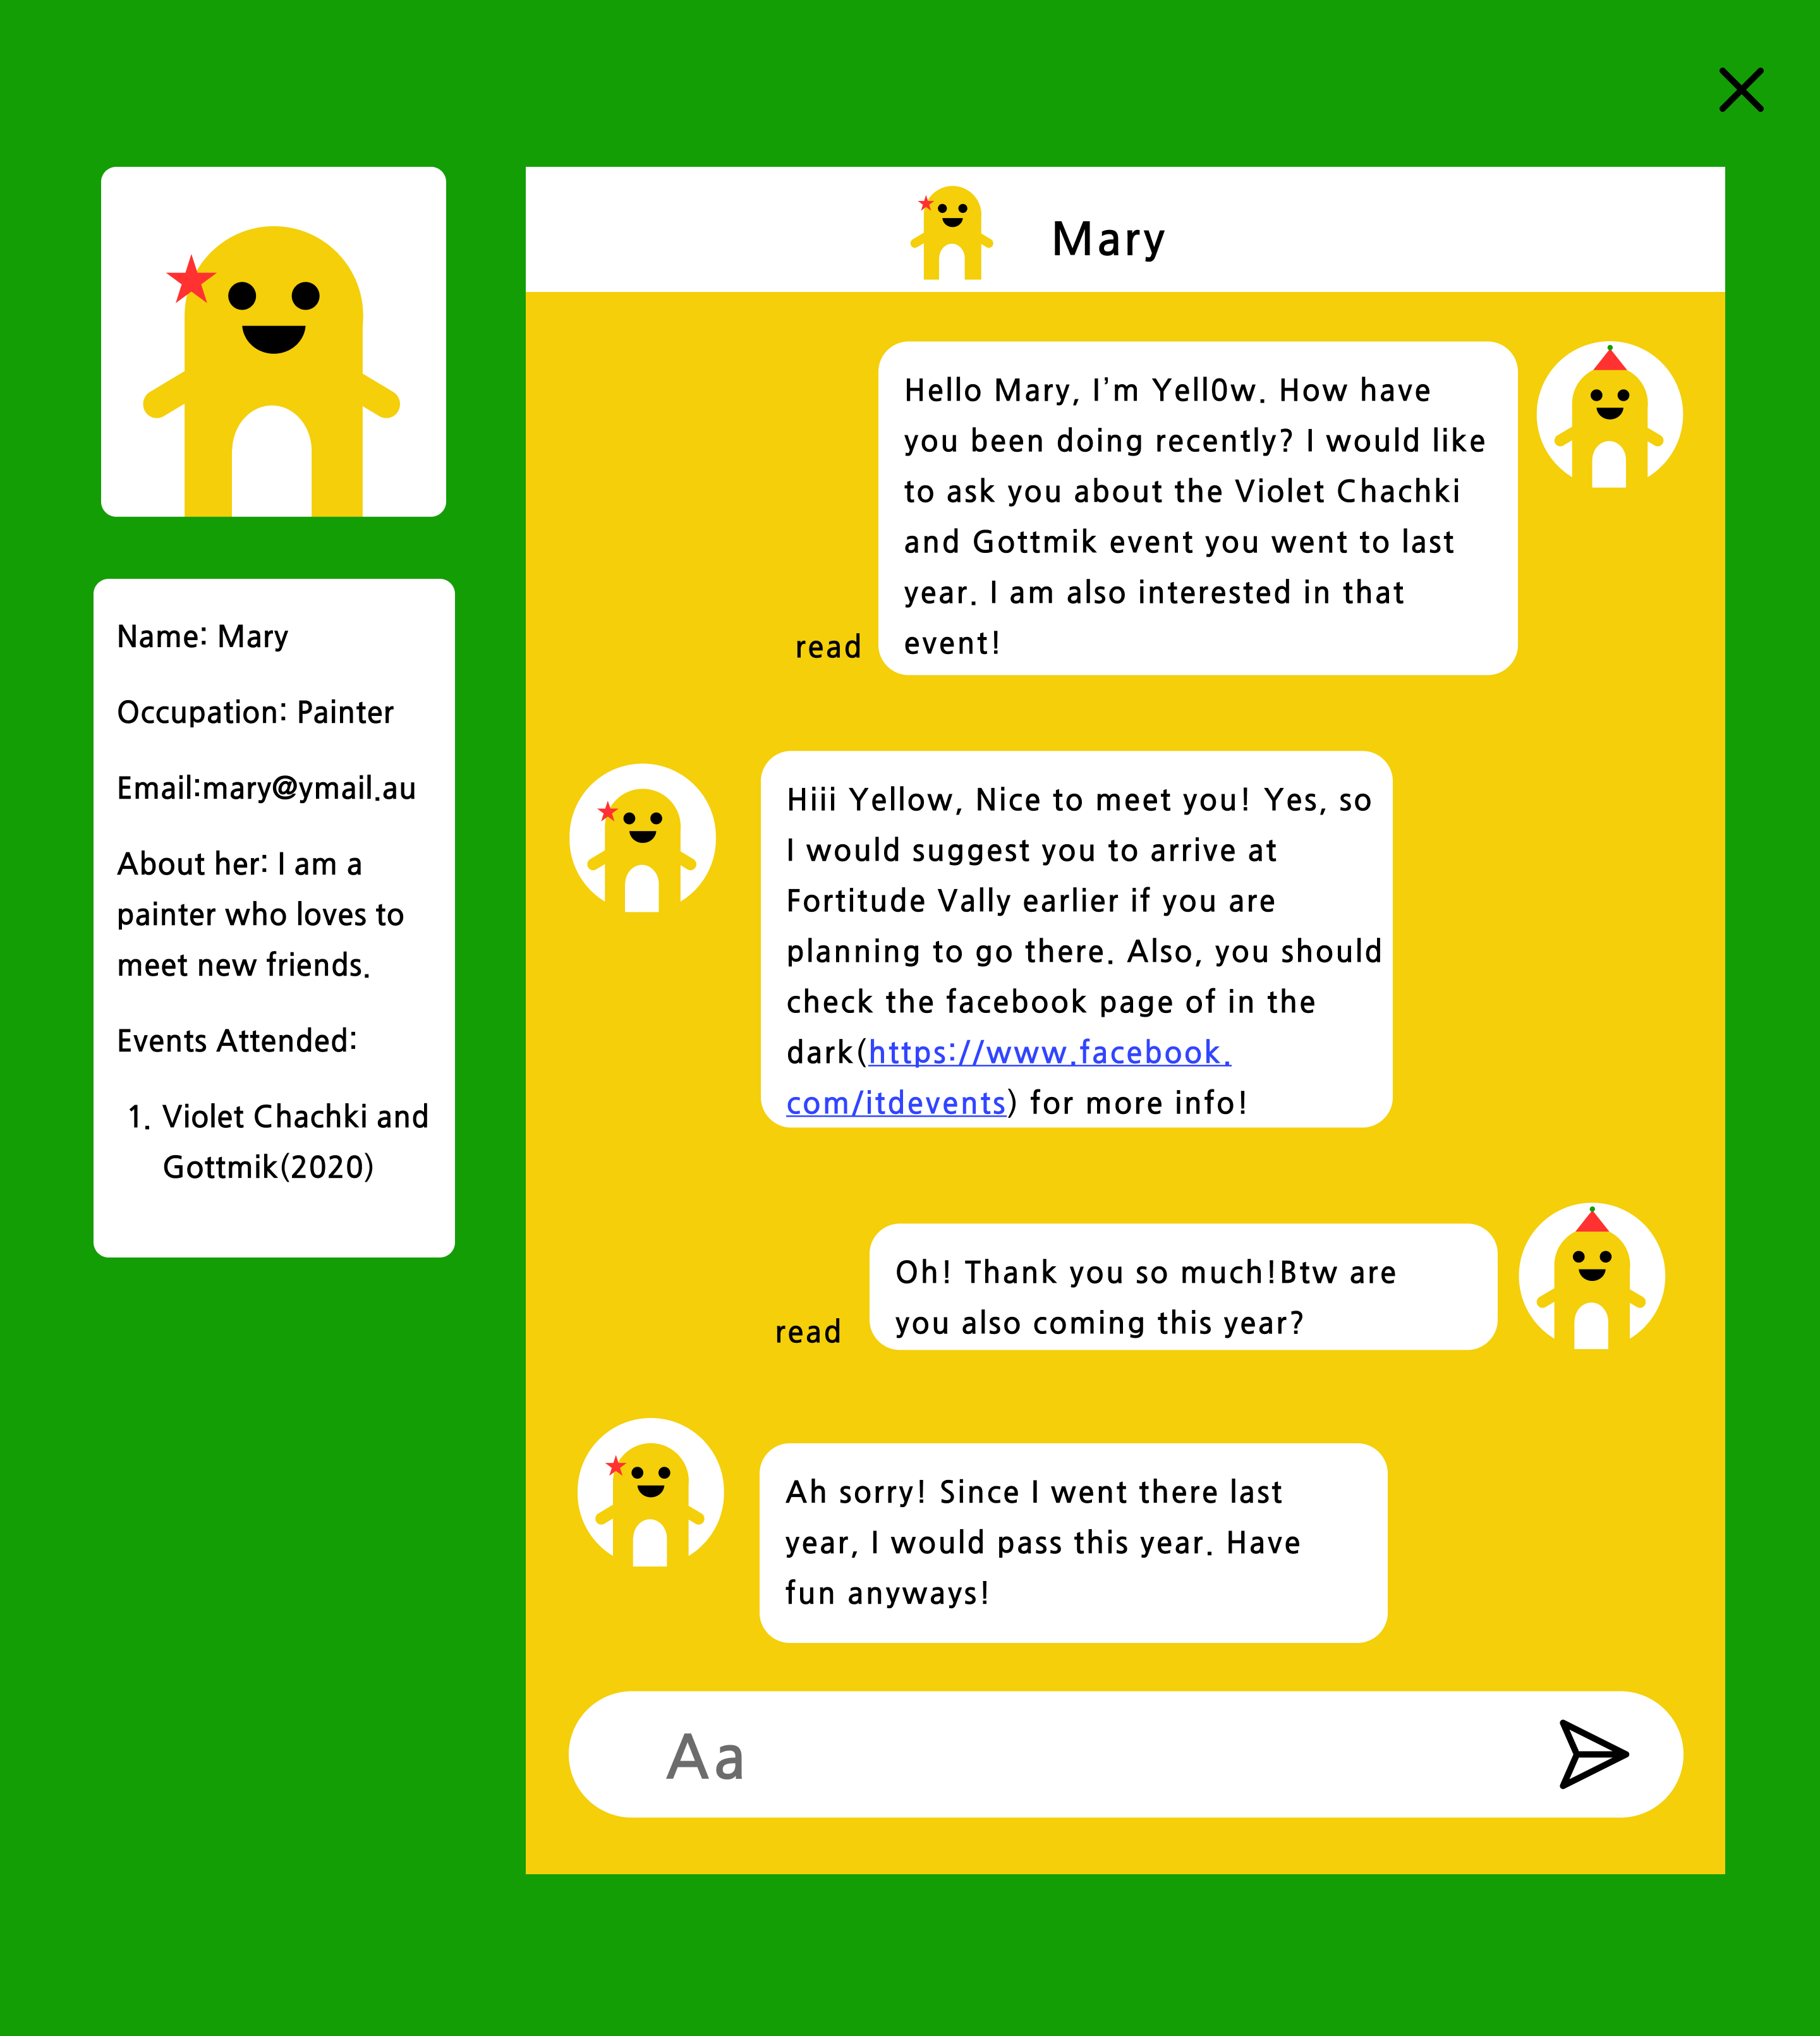 Mary
Hello Mary, I’m Yell0w. How have
you been doing recently? I would like
to ask you about the Violet Chachki
and Gottmik event you went to last
year. I am also interested in that
event!
read
Name: Mary
Occupation: Painter
Email:mary@ymail.au
About her: I am a
painter who loves to
meet new friends.
Events Attended:
1. Violet Chachki and
Gottmik(2020)
Hiii Yellow, Nice to meet you! Yes, so
I would suggest you to arrive at
Fortitude Vally earlier if you are
planning to go there. Also, you should
check the facebook page of in the
dark(https://www.facebook.
com/itdevents) for more info!
Oh! Thank you so much!Btw are
you also coming this year?
read
Ah sorry! Since I went there last
year, I would pass this year. Have
fun anyways!
Aa